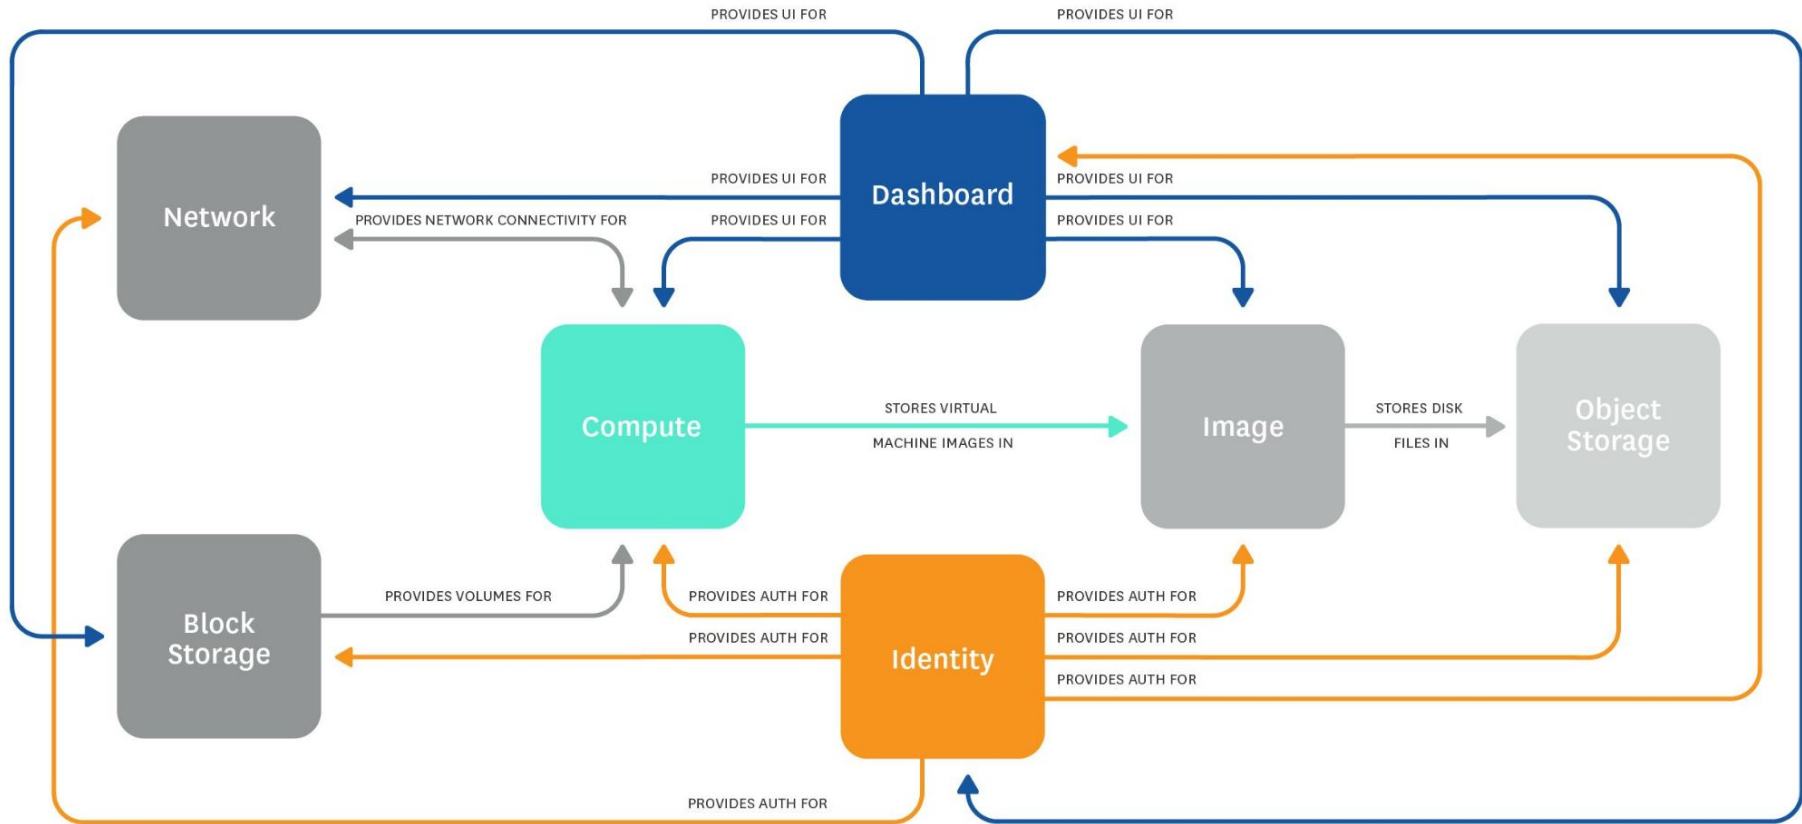 PROVIDES UI FOR
PROVIDES UI FOR
PROVIDES UI FOR
Dashboard
PROVIDES UI FOR
Network
PROVIDES NETWORK CONNECTIVITY FOR
PROVIDES UI FOR
PROVIDES UI FOR
Compute
STORES VIRTUAL
MACHINE IMAGES IN
Image
STORES DISK
FILES IN
Object
Storage
Block
Storage
PROVIDES VOLUMES FOR
PROVIDES AUTH FOR
PROVIDES AUTH FOR
PROVIDES AUTH FOR
Identity
PROVIDES AUTH FOR
PROVIDES AUTH FOR
PROVIDES AUTH FOR